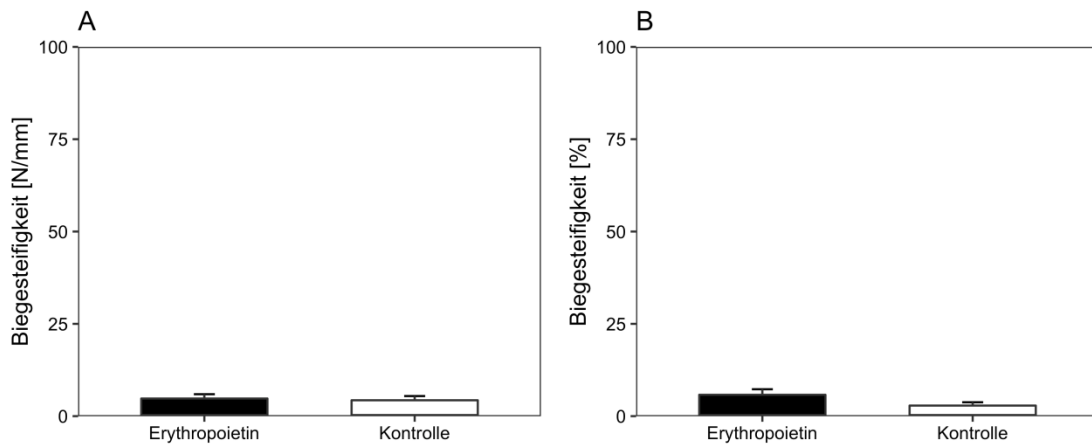 A
Biegesteifigkeit [N/mm]
100
75
50
25
0
Erythropoietin Kontrolle
B
Biegesteifigkeit [%]
100
75
50
25
0
Erythropoietin Kontrolle